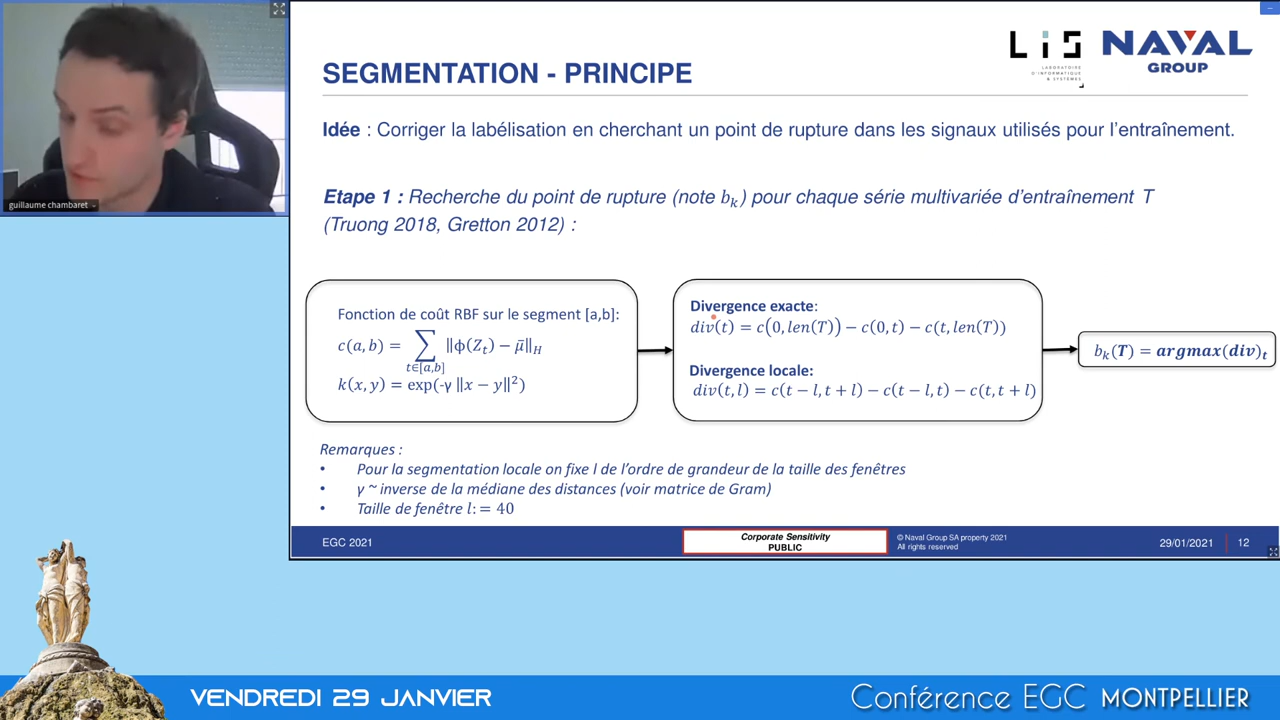 guillaume chambaret
LiS
LABORATOIRE
D'INFORMATIQUE
& SYSTÈMES
NAVAL
GROUP
SEGMENTATION - PRINCIPE
Idée : Corriger la labélisation en cherchant un point de rupture dans les signaux utilisés pour l'entraînement.
Etape 1 : Recherche du point de rupture (note b_k) pour chaque série multivariée d'entraînement T
(Truong 2018, Gretton 2012) :
Fonction de coût RBF sur le segment [a,b]:
c(a, b) = ∑_{t∈[a,b]} ‖ϕ(Z_t) − μ̄‖_H
k(x, y) = exp(-γ ‖x − y‖²)
Divergence exacte:
div(t) = c(0, len(T)) − c(0, t) − c(t, len(T))
Divergence locale:
div(t, l) = c(t − l, t + l) − c(t − l, t) − c(t, t + l)
b_k(T) = argmax(div)_t
Remarques :
• Pour la segmentation locale on fixe l de l'ordre de grandeur de la taille des fenêtres
• γ ~ inverse de la médiane des distances (voir matrice de Gram)
• Taille de fenêtre l: = 40
EGC 2021
Corporate Sensitivity
PUBLIC
© Naval Group SA property 2021
All rights reserved
29/01/2021
12
VENDREDI 29 JANVIER
Conférence EGC MONTPELLIER